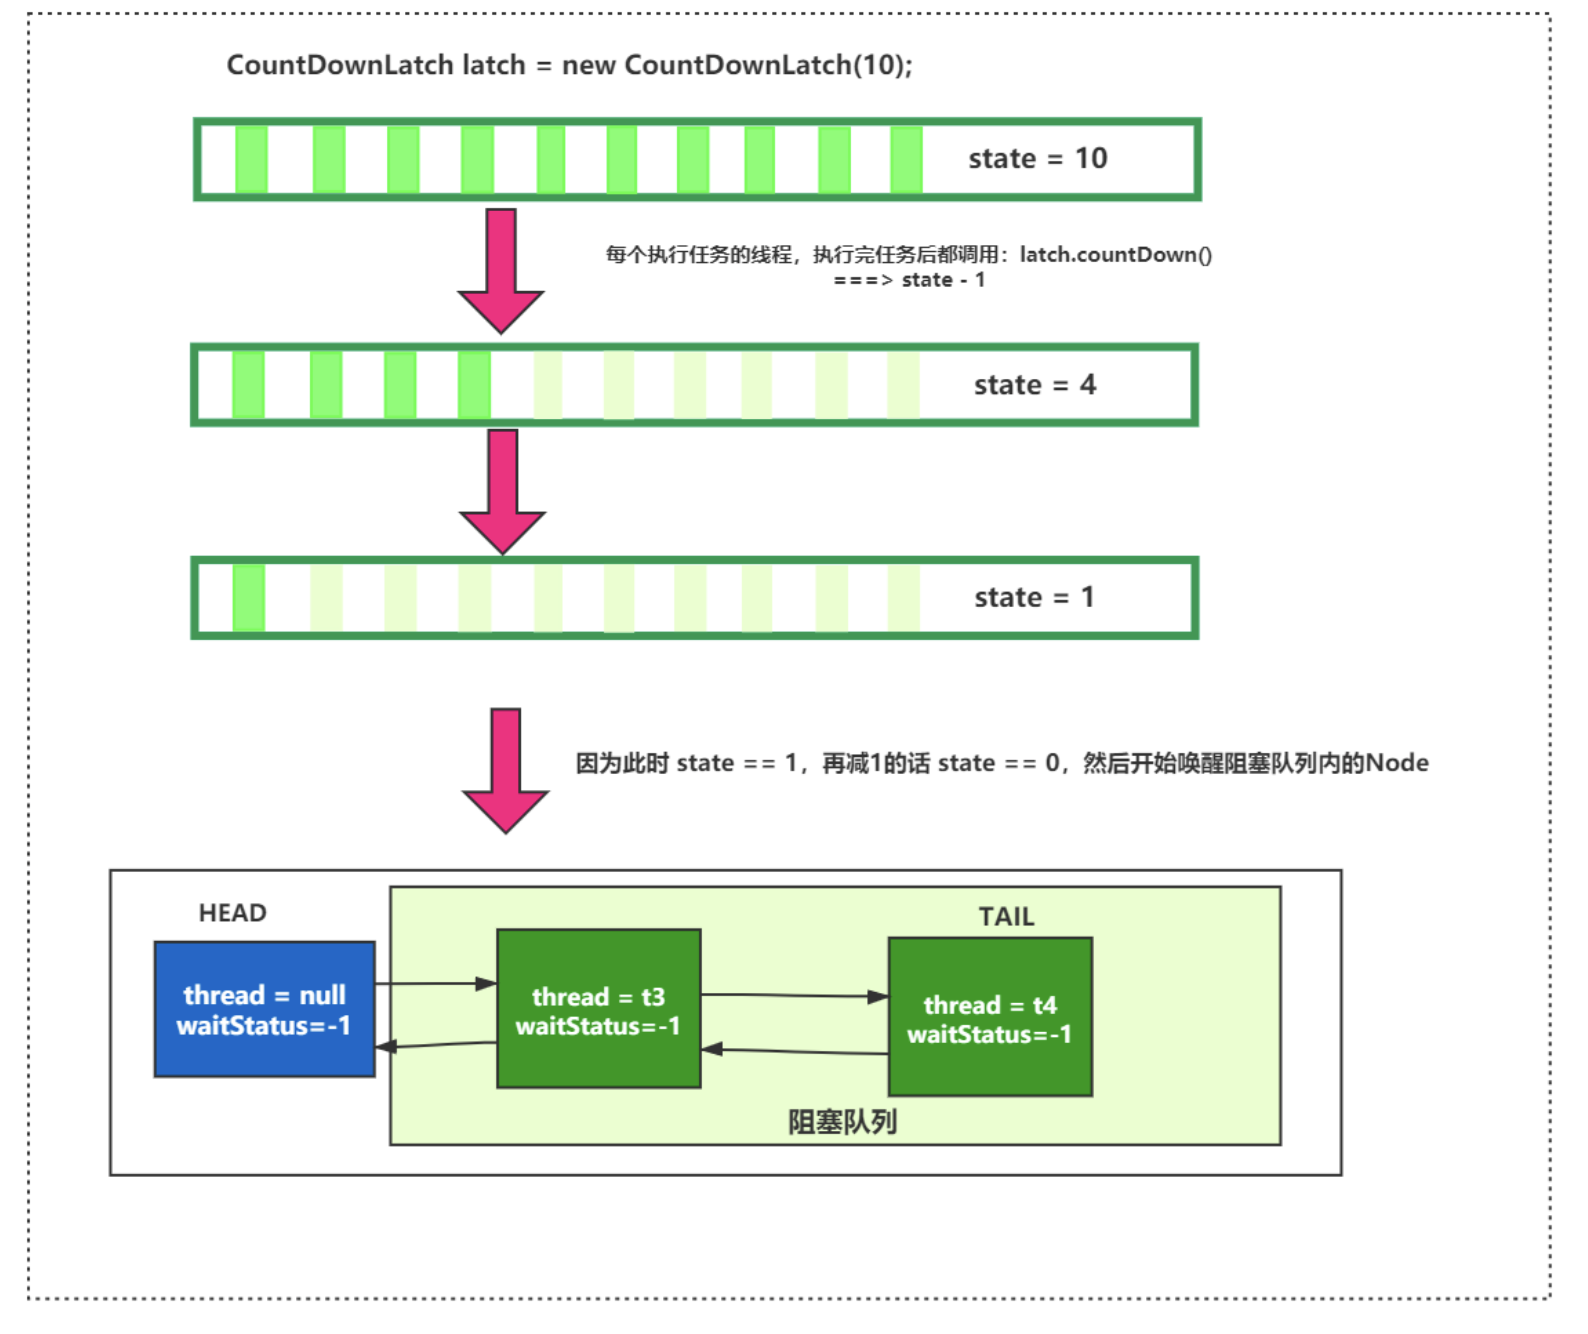 CountDownLatch latch = new CountDownLatch(10);
state = 10
每个执行任务的线程，执行完任务后都调用：latch.countDown()
===> state - 1
state = 4
state = 1
因为此时 state == 1，再减1的话 state == 0，然后开始唤醒阻塞队列内的Node
HEAD
thread = null
waitStatus=-1
thread = t3
waitStatus=-1
TAIL
thread = t4
waitStatus=-1
阻塞队列